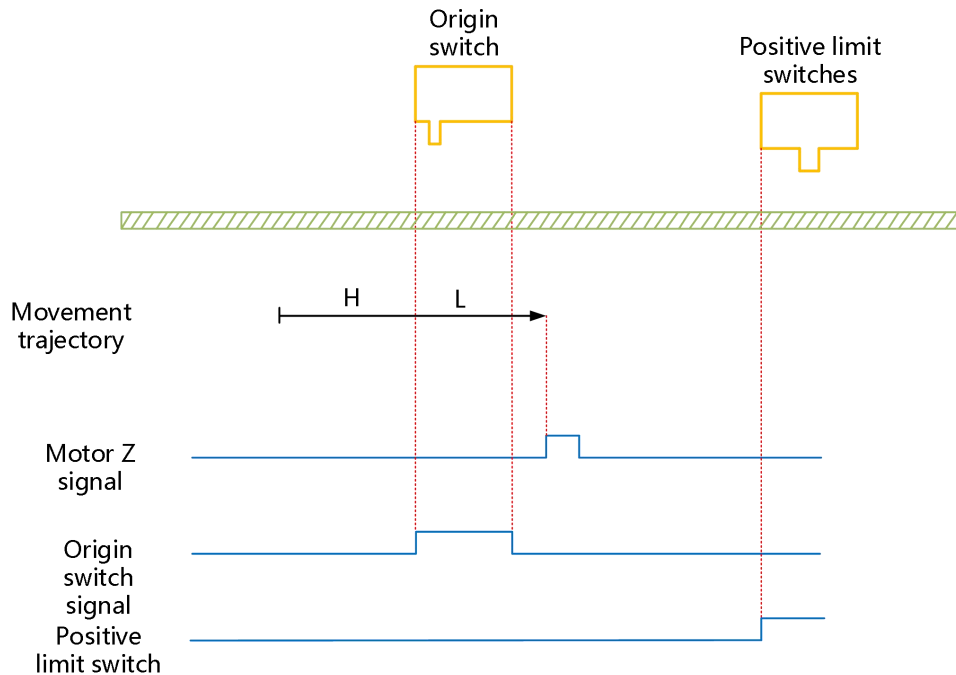 Origin
switch
Positive limit
switches
H
L
Movement
trajectory
Motor Z
signal
Origin
switch
signal
Positive
limit switch